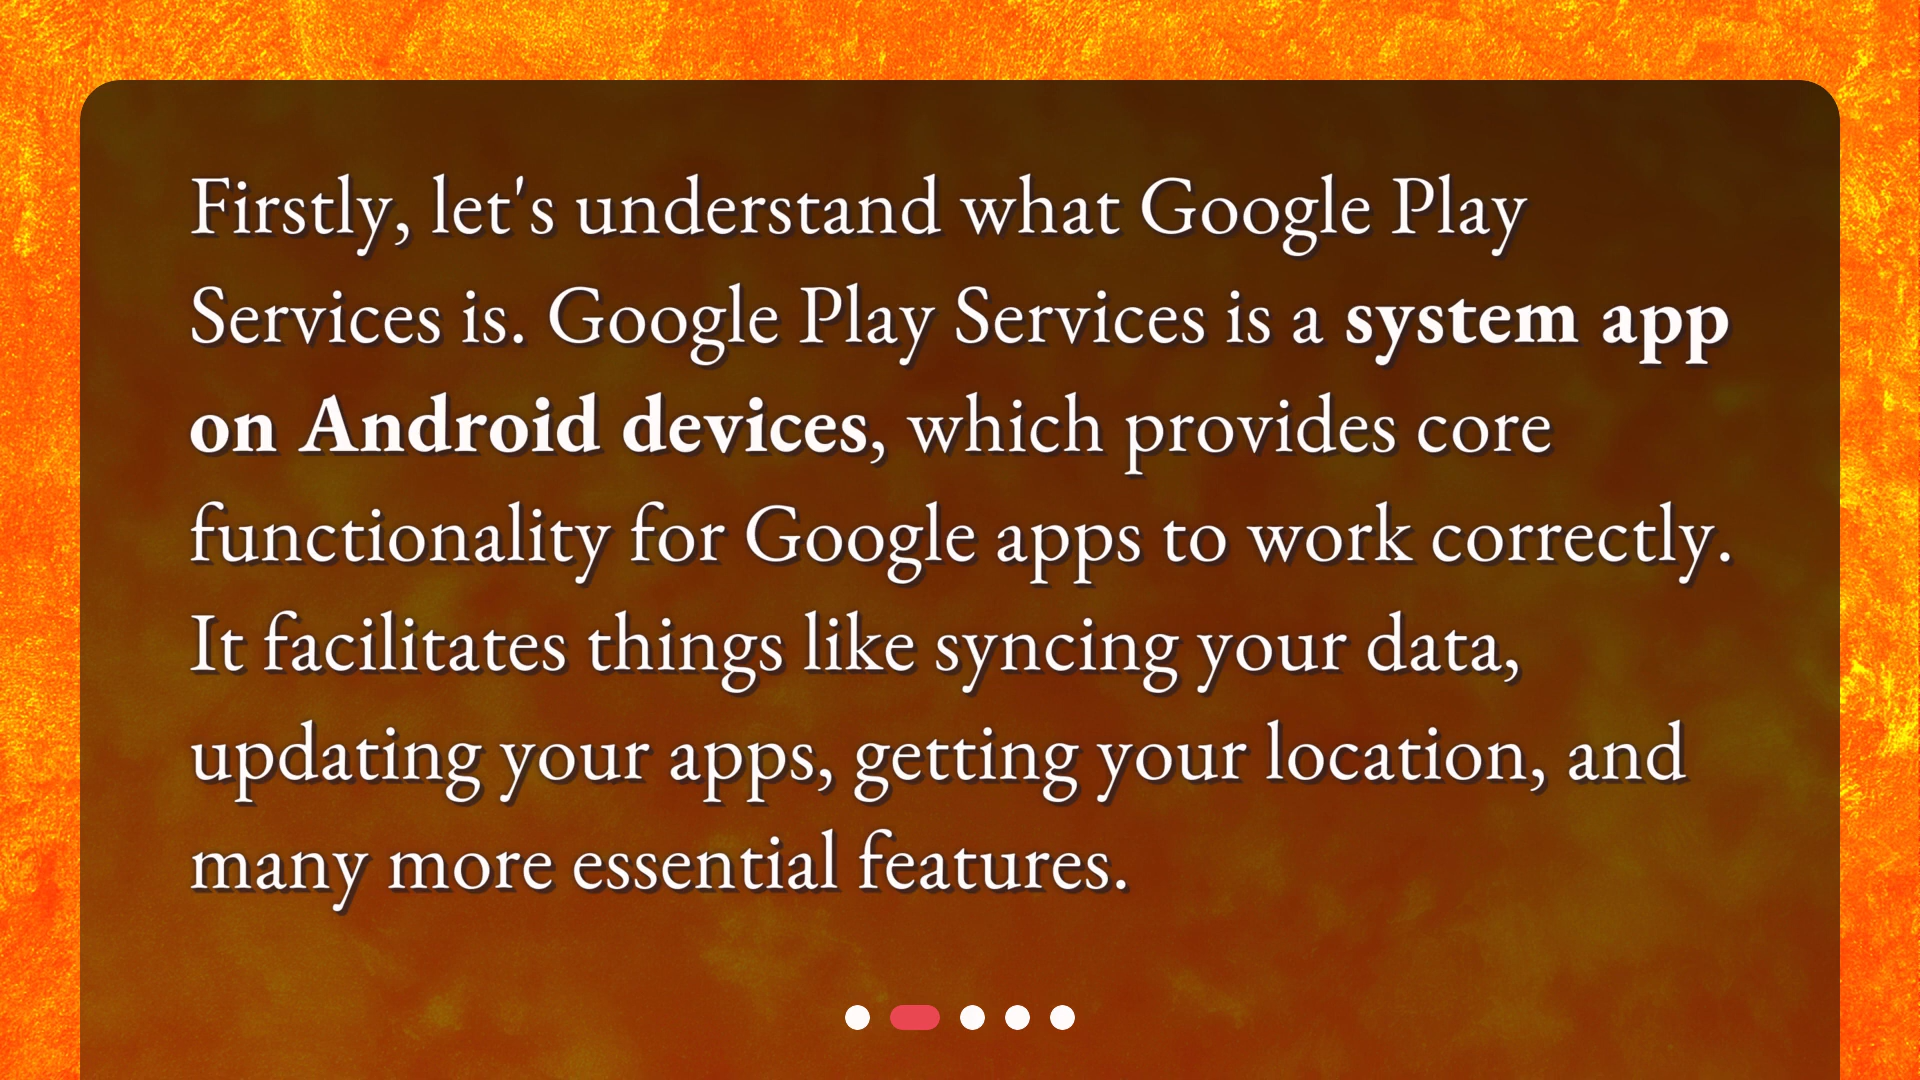 Firstly, let's understand what Google Play
Services is. Google Play Services is a system app
on Android devices, which provides core
functionality for Google apps to work correctly.
It facilitates things like syncing your data,
updating your apps, getting your location, and
many more essential features.